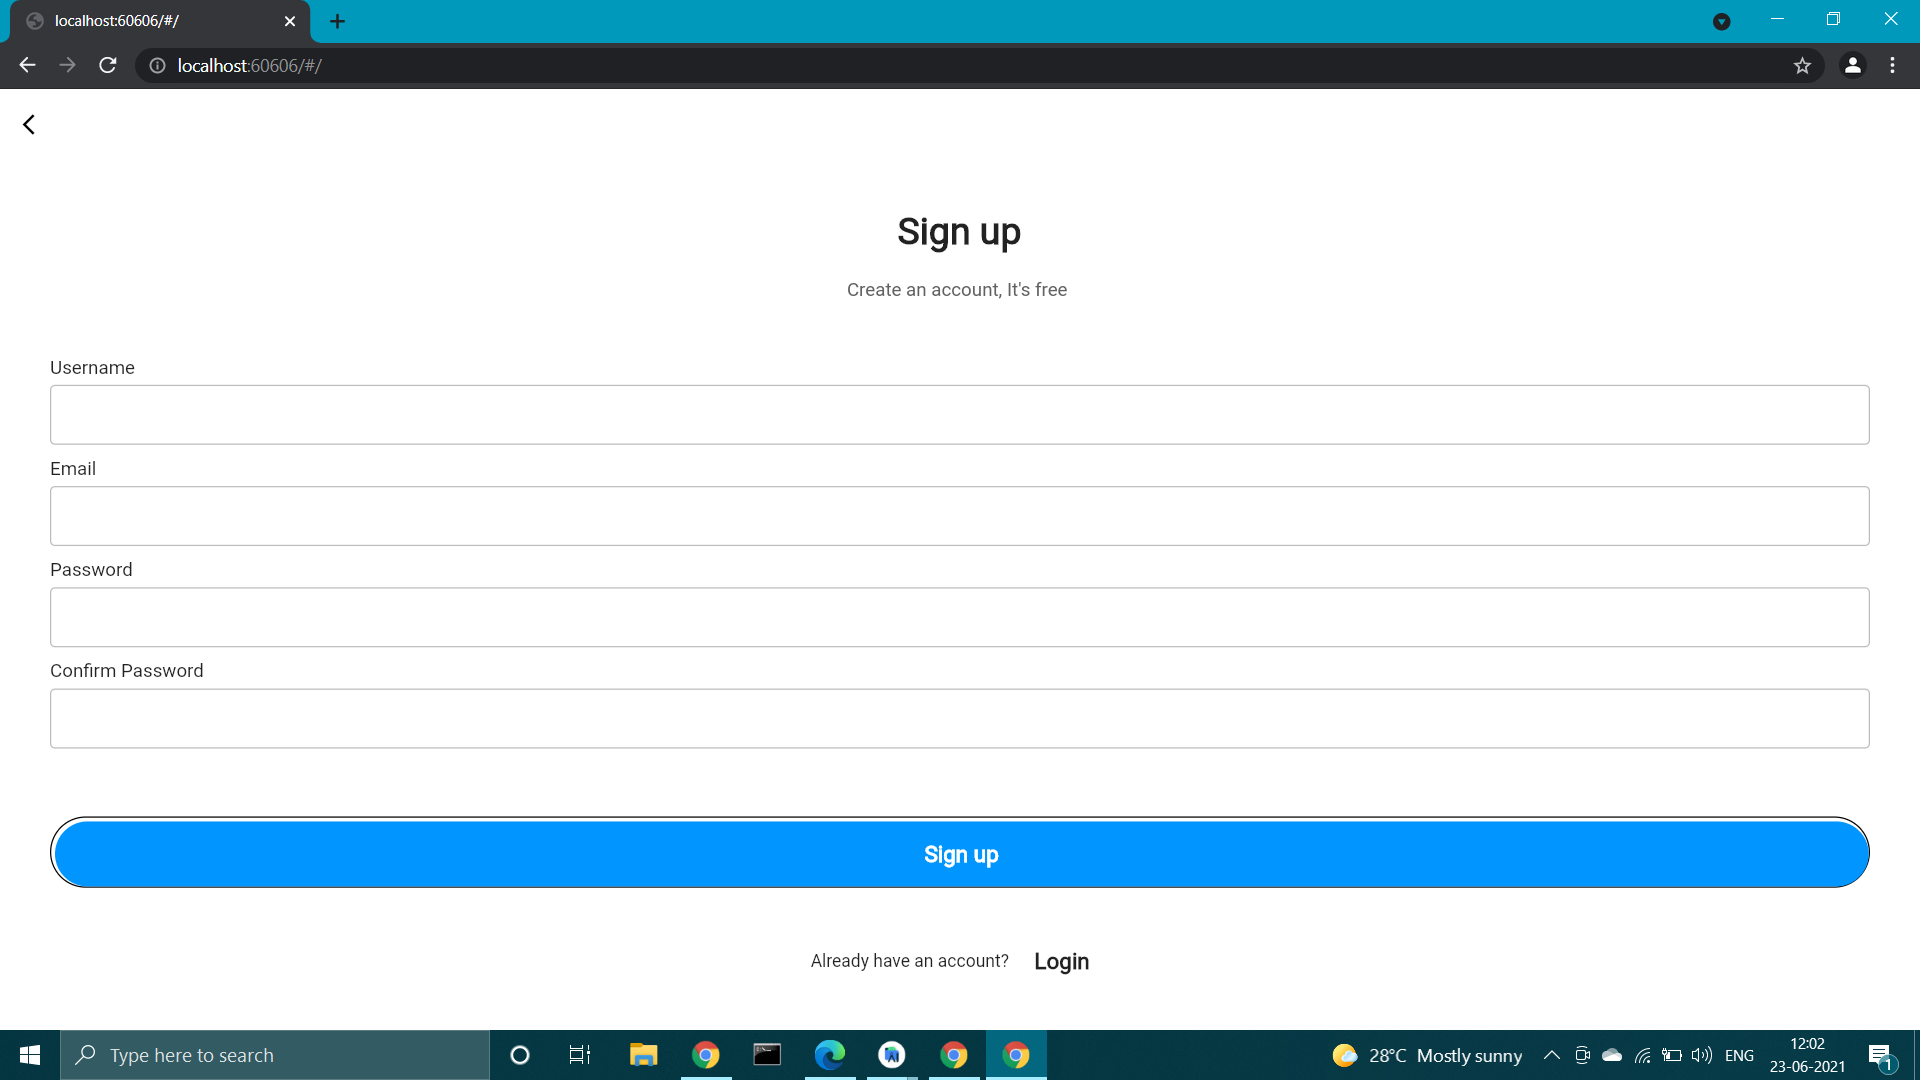 localhost:60606/#/
localhost:60606/#/
Sign up
Create an account, It's free
Username
Email
Password
Confirm Password
Sign up
Already have an account? Login
Type here to search
28°C Mostly sunny
ENG
12:02
23-06-2021
1